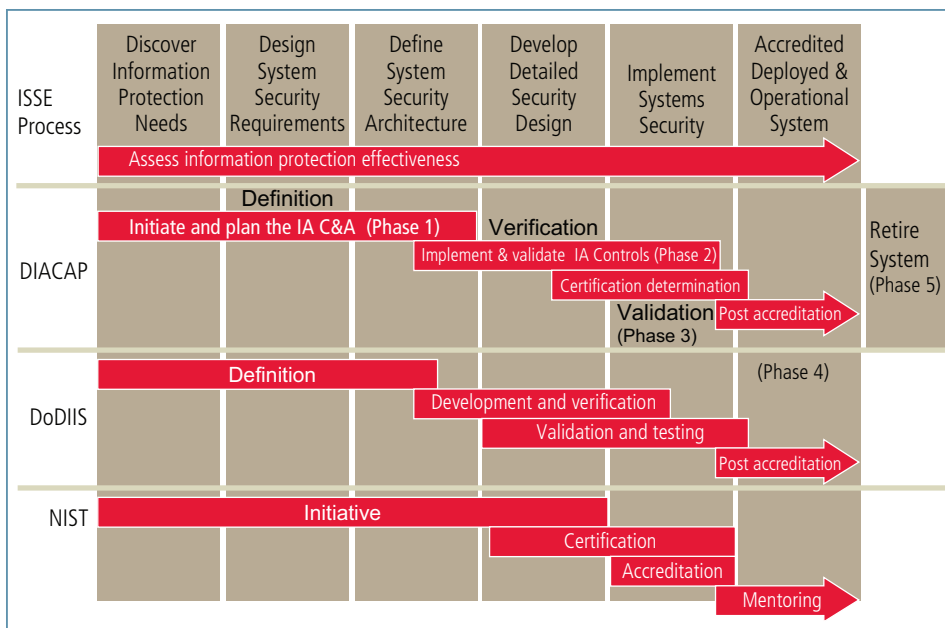 ISSE
Process
Discover
Information
Protection
Needs
Design
System
Security
Requirements
Define
System
Security
Architecture
Develop
Detailed
Security
Design
Implement
Systems
Security
Accredited
Deployed &
Operational
System
Assess information protection effectiveness
DIACAP
Definition
Initiate and plan the IA C&A (Phase 1)
Verification
Implement & validate IA Controls (Phase 2)
Certification determination
Validation
(Phase 3)
Post accreditation
Retire
System
(Phase 5)
(Phase 4)
DoDIIS
Definition
Development and verification
Validation and testing
Post accreditation
NIST
Initiative
Certification
Accreditation
Mentoring